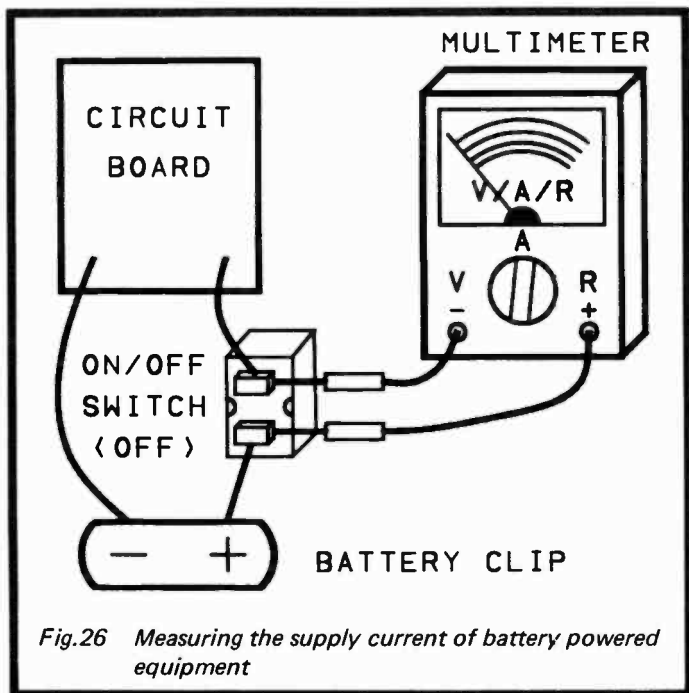 MULTIMETER
CIRCUIT
BOARD
V/A/R
A
V
R
-
+
ON/OFF
SWITCH
<OFF>
- +
BATTERY CLIP
Fig.26 Measuring the supply current of battery powered
equipment